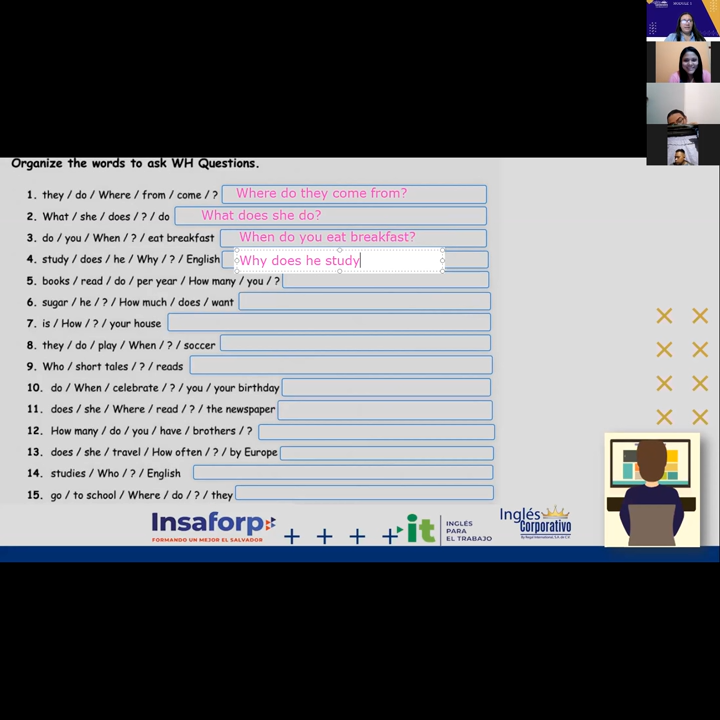 MODULE 1
Organize the words to ask WH Questions.
1. they / do / Where / from / come / ? Where do they come from?
2. What / she / does / ? / do What does she do?
3. do / you / When / ? / eat breakfast When do you eat breakfast?
4. study / does / he / Why / ? / English Why does he study
5. books / read / do / per year / How many / you / ?
6. sugar / he / ? / How much / does / want
7. is / How / ? / your house
8. they / do / play / When / ? / soccer
9. Who / short tales / ? / reads
10. do / When / celebrate / ? / you / your birthday
11. does / she / Where / read / ? / the newspaper
12. How many / do / you / have / brothers / ?
13. does / she / travel / How often / ? / by Europe
14. studies / Who / ? / English
15. go / to school / Where / do / ? / they
Insaforp
FORMANDO UN MEJOR EL SALVADOR
it
INGLÉS
PARA
EL TRABAJO
Inglés
Corporativo